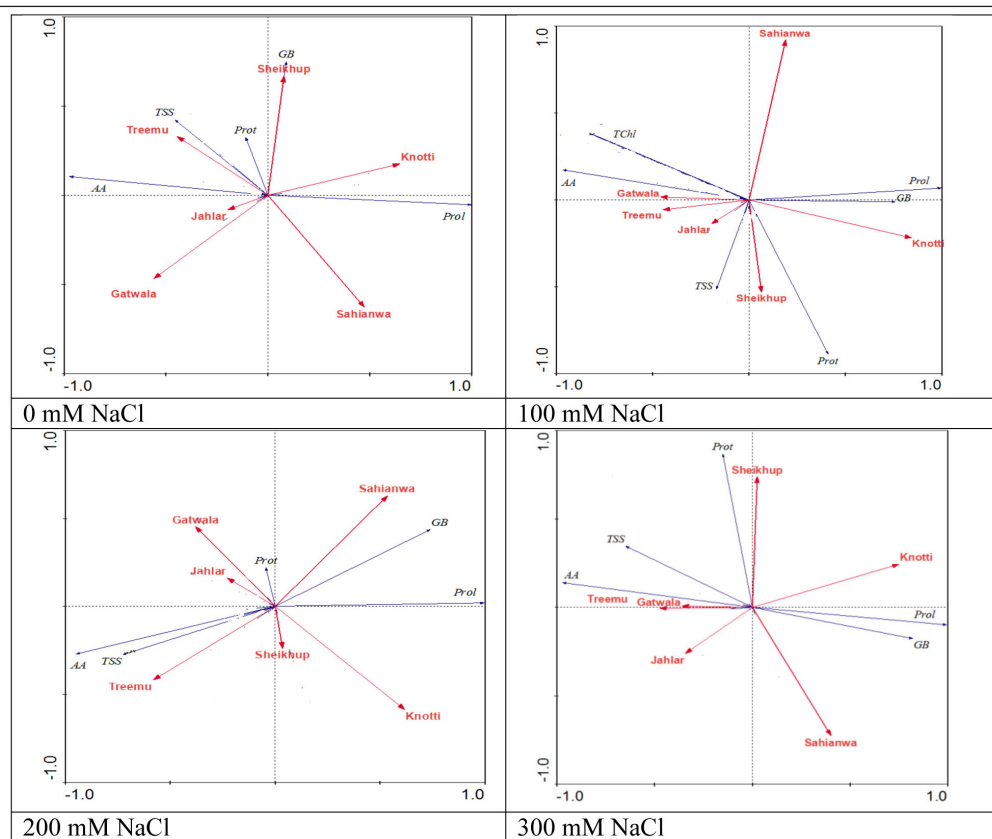 1.0
GB
Sheikhup
TSS
Treemu
Prot
Knotti
AA
Jahlar
Prol
Gatwala
Sahianwa
-1.0
-1.0 1.0
0 mM NaCl
1.0
Sahianwa
TChl
AA
Prol
Gatwala
GB
Treemu
Jahlar
Knotti
TSS
Sheikhup
Prot
-1.0
-1.0 1.0
100 mM NaCl
1.0
Sahianwa
Gatwala
GB
Prot
Jahlar
Prol
Sheikhup
AA
TSS
Treemu
Knotti
-1.0
-1.0 1.0
200 mM NaCl
1.0
Prot
Sheikhup
TSS
Knotti
AA
Treemu
Gatwala
Prol
GB
Jahlar
Sahianwa
-1.0
-1.0 1.0
300 mM NaCl